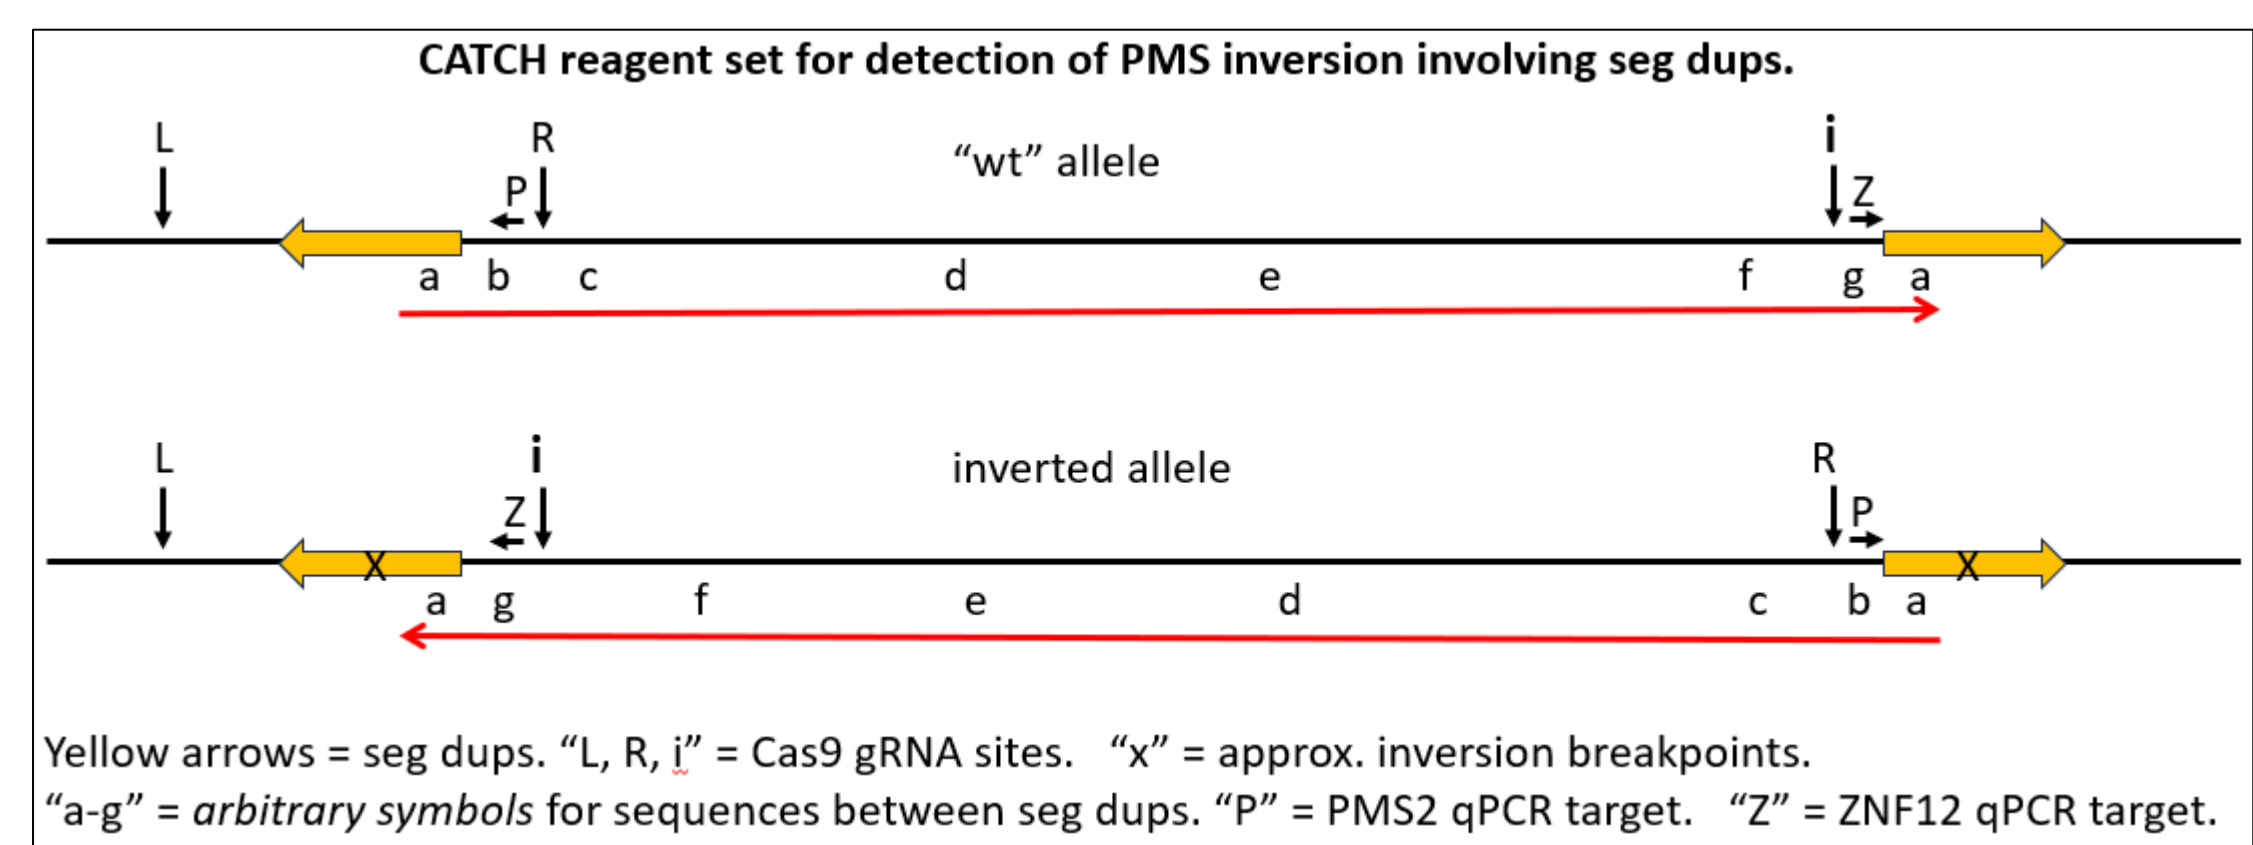 CATCH reagent set for detection of PMS inversion involving seg dups.
L R i
P "wt" allele Z
a b c d e f g a
L i R
Z inverted allele P
X X
a g f e d c b a
Yellow arrows = seg dups. “L, R, i” = Cas9 gRNA sites. “x” = approx. inversion breakpoints.
“a-g” = arbitrary symbols for sequences between seg dups. “P” = PMS2 qPCR target. “Z” = ZNF12 qPCR target.